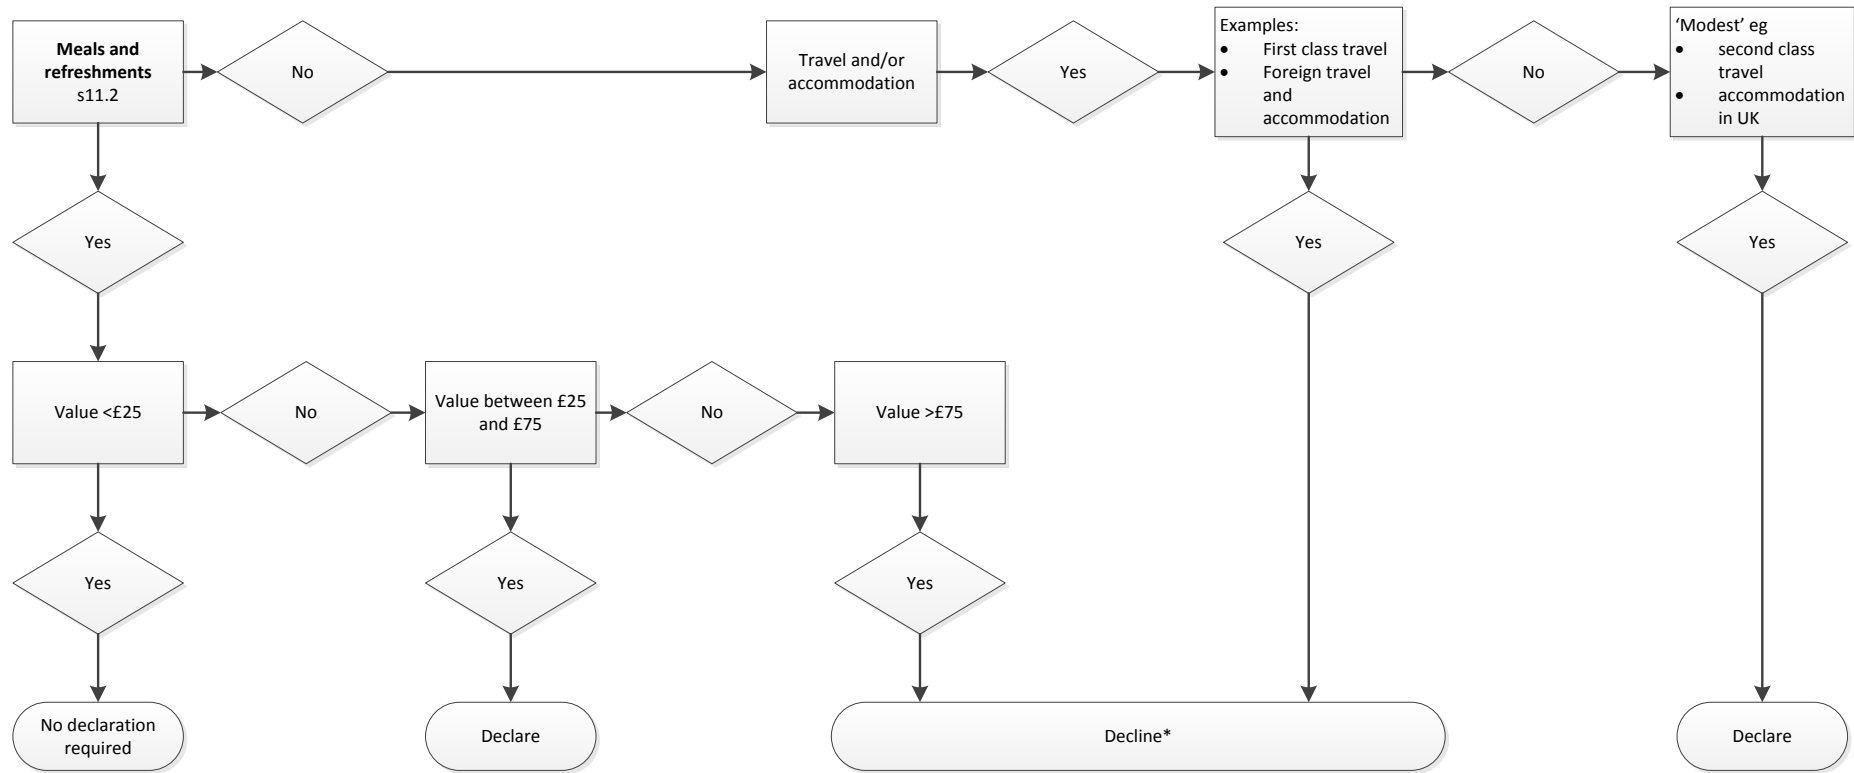 Meals and
refreshments
s11.2
No
Travel and/or
accommodation
Yes
Examples:
• First class travel
• Foreign travel
and
accommodation
No
‘Modest’ eg
• second class
travel
• accommodation
in UK
Yes
Yes
Yes
Value <£25
No
Value between £25
and £75
No
Value >£75
Yes
Yes
Yes
No declaration
required
Declare
Decline*
Declare